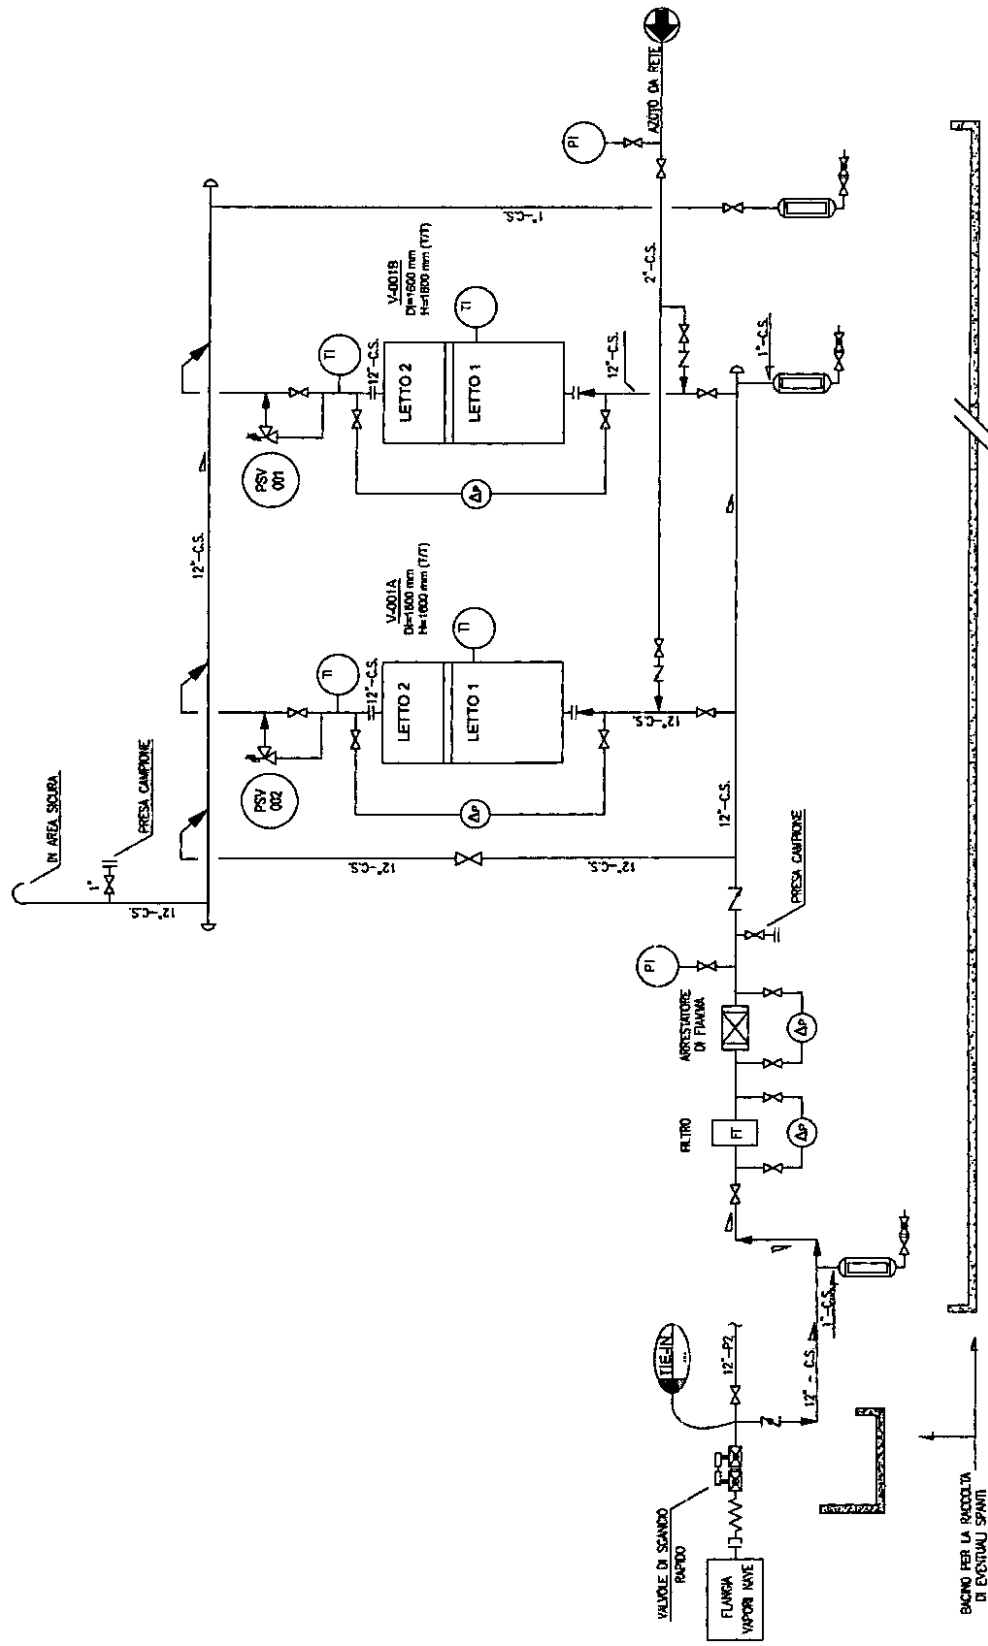 IN AREA SICURA
PRESA CAMPIONE
1"
12"-C.S.
12"-C.S.
12"-C.S.
12"-C.S.
PSV
002
TI
12"-C.S.
LETTO 2
LETTO 1
V-001A
DI=1600 mm
H=1800 mm (T/T)
TI
ΔP
12"-C.S.
PSV
001
TI
12"-C.S.
LETTO 2
LETTO 1
V-001B
DI=1600 mm
H=1800 mm (T/T)
TI
ΔP
12"-C.S.
1"-C.S.
2"-C.S.
PI
AZOTO DA RETE
1"-C.S.
12"-C.S.
PRESA CAMPIONE
PI
ARRESTATORE
DI FIAMMA
ΔP
FILTRO
FT
ΔP
1"-C.S.
12" - C.S.
TIE-IN
...
12"-P2
VALVOLE DI SGANCIO
RAPIDO
FLANGIA
VAPORI NAVE
BACINO PER LA RACCOLTA
DI EVENTUALI SPANTI